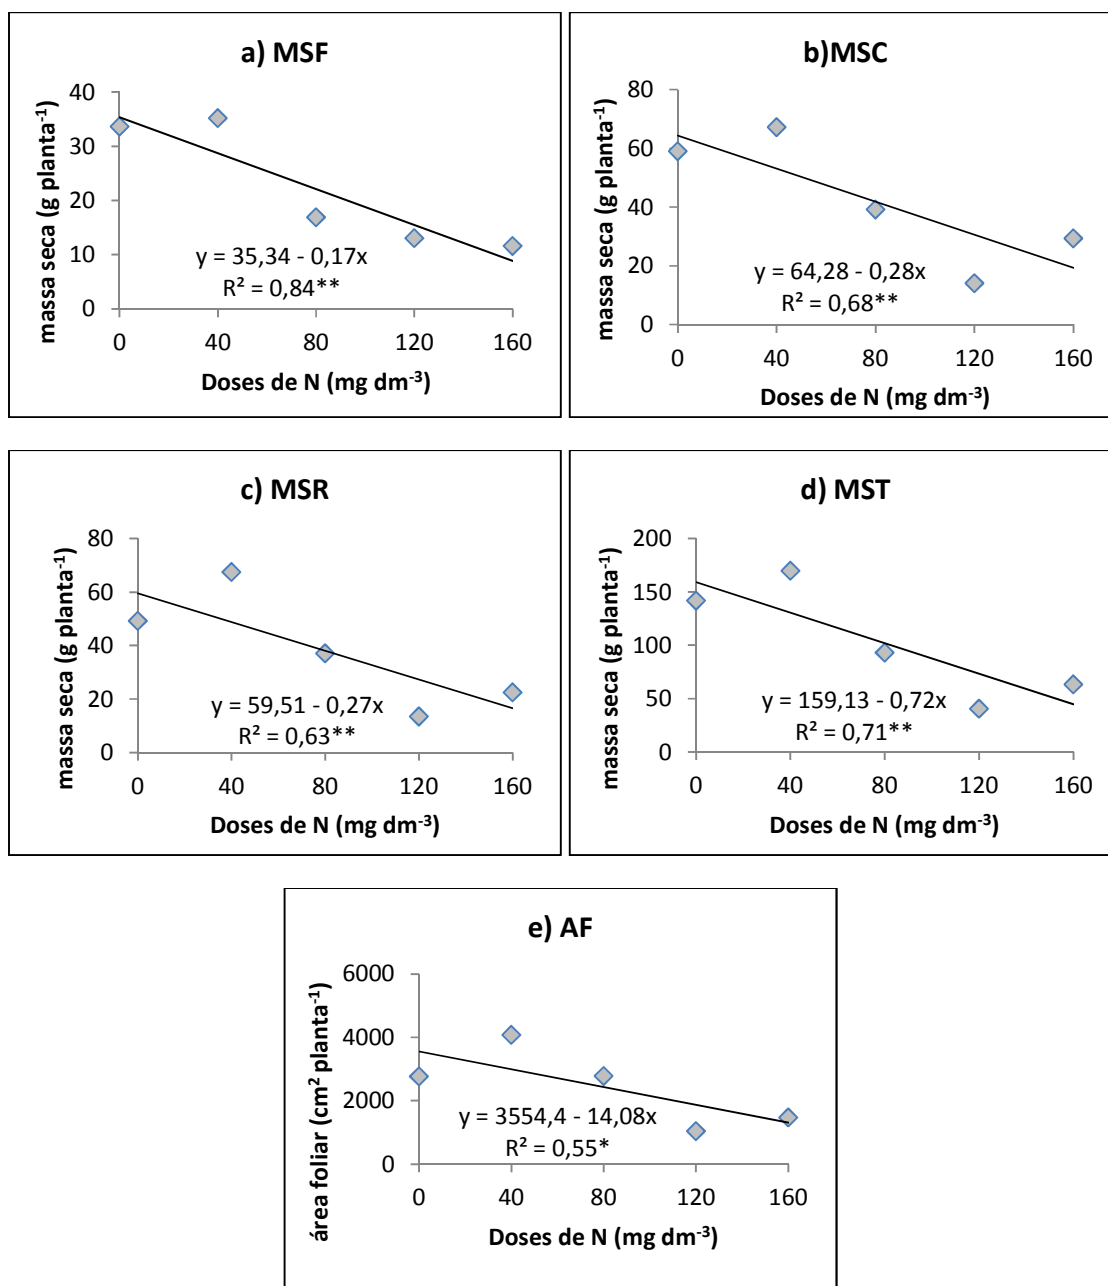 a) MSF
massa seca (g planta⁻¹)
40
30
20
10
0
y = 35,34 - 0,17x
R² = 0,84**
0 40 80 120 160
Doses de N (mg dm⁻³)
b)MSC
massa seca (g planta⁻¹)
80
60
40
20
0
y = 64,28 - 0,28x
R² = 0,68**
0 40 80 120 160
Doses de N (mg dm⁻³)
c) MSR
massa seca (g planta⁻¹)
80
60
40
20
0
y = 59,51 - 0,27x
R² = 0,63**
0 40 80 120 160
Doses de N (mg dm⁻³)
d) MST
massa seca (g planta⁻¹)
200
150
100
50
0
y = 159,13 - 0,72x
R² = 0,71**
0 40 80 120 160
Doses de N (mg dm⁻³)
e) AF
área foliar (cm² planta⁻¹)
6000
4000
2000
0
y = 3554,4 - 14,08x
R² = 0,55*
0 40 80 120 160
Doses de N (mg dm⁻³)